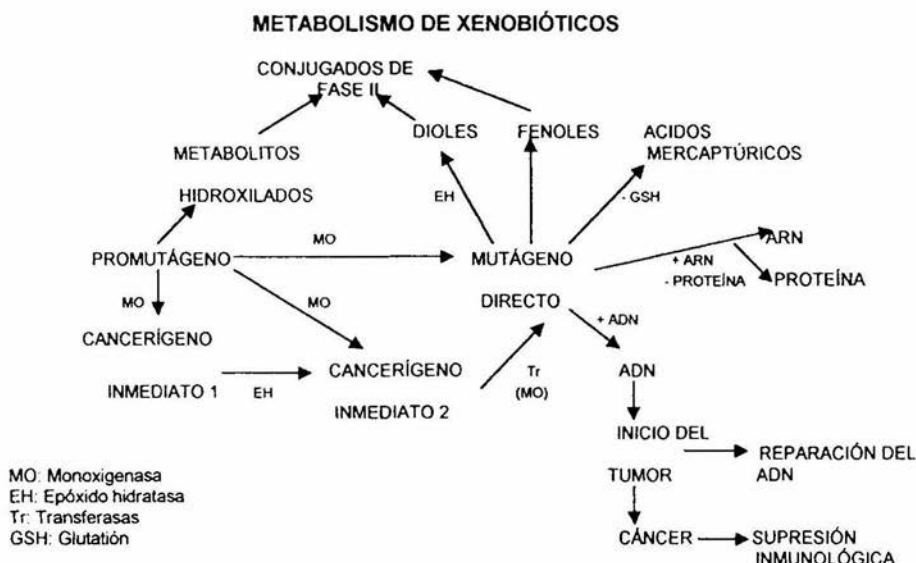 METABOLISMO DE XENOBIÓTICOS
CONJUGADOS DE
FASE II
DIOLES
FENOLES
ACIDOS
MERCAPTÚRICOS
METABOLITOS
HIDROXILADOS
EH
- GSH
PROMUTÁGENO
MO
MUTÁGENO
ARN
+ ARN
- PROTEÍNA
PROTEÍNA
MO
MO
DIRECTO
+ ADN
CANCERÍGENO
CANCERÍGENO
Tr
(MO)
ADN
INMEDIATO 1
EH
INMEDIATO 2
INICIO DEL
REPARACIÓN DEL
ADN
TUMOR
MO: Monoxigenasa
EH: Epóxido hidratasa
Tr: Transferasas
GSH: Glutatión
CÁNCER
SUPRESIÓN
INMUNOLÓGICA